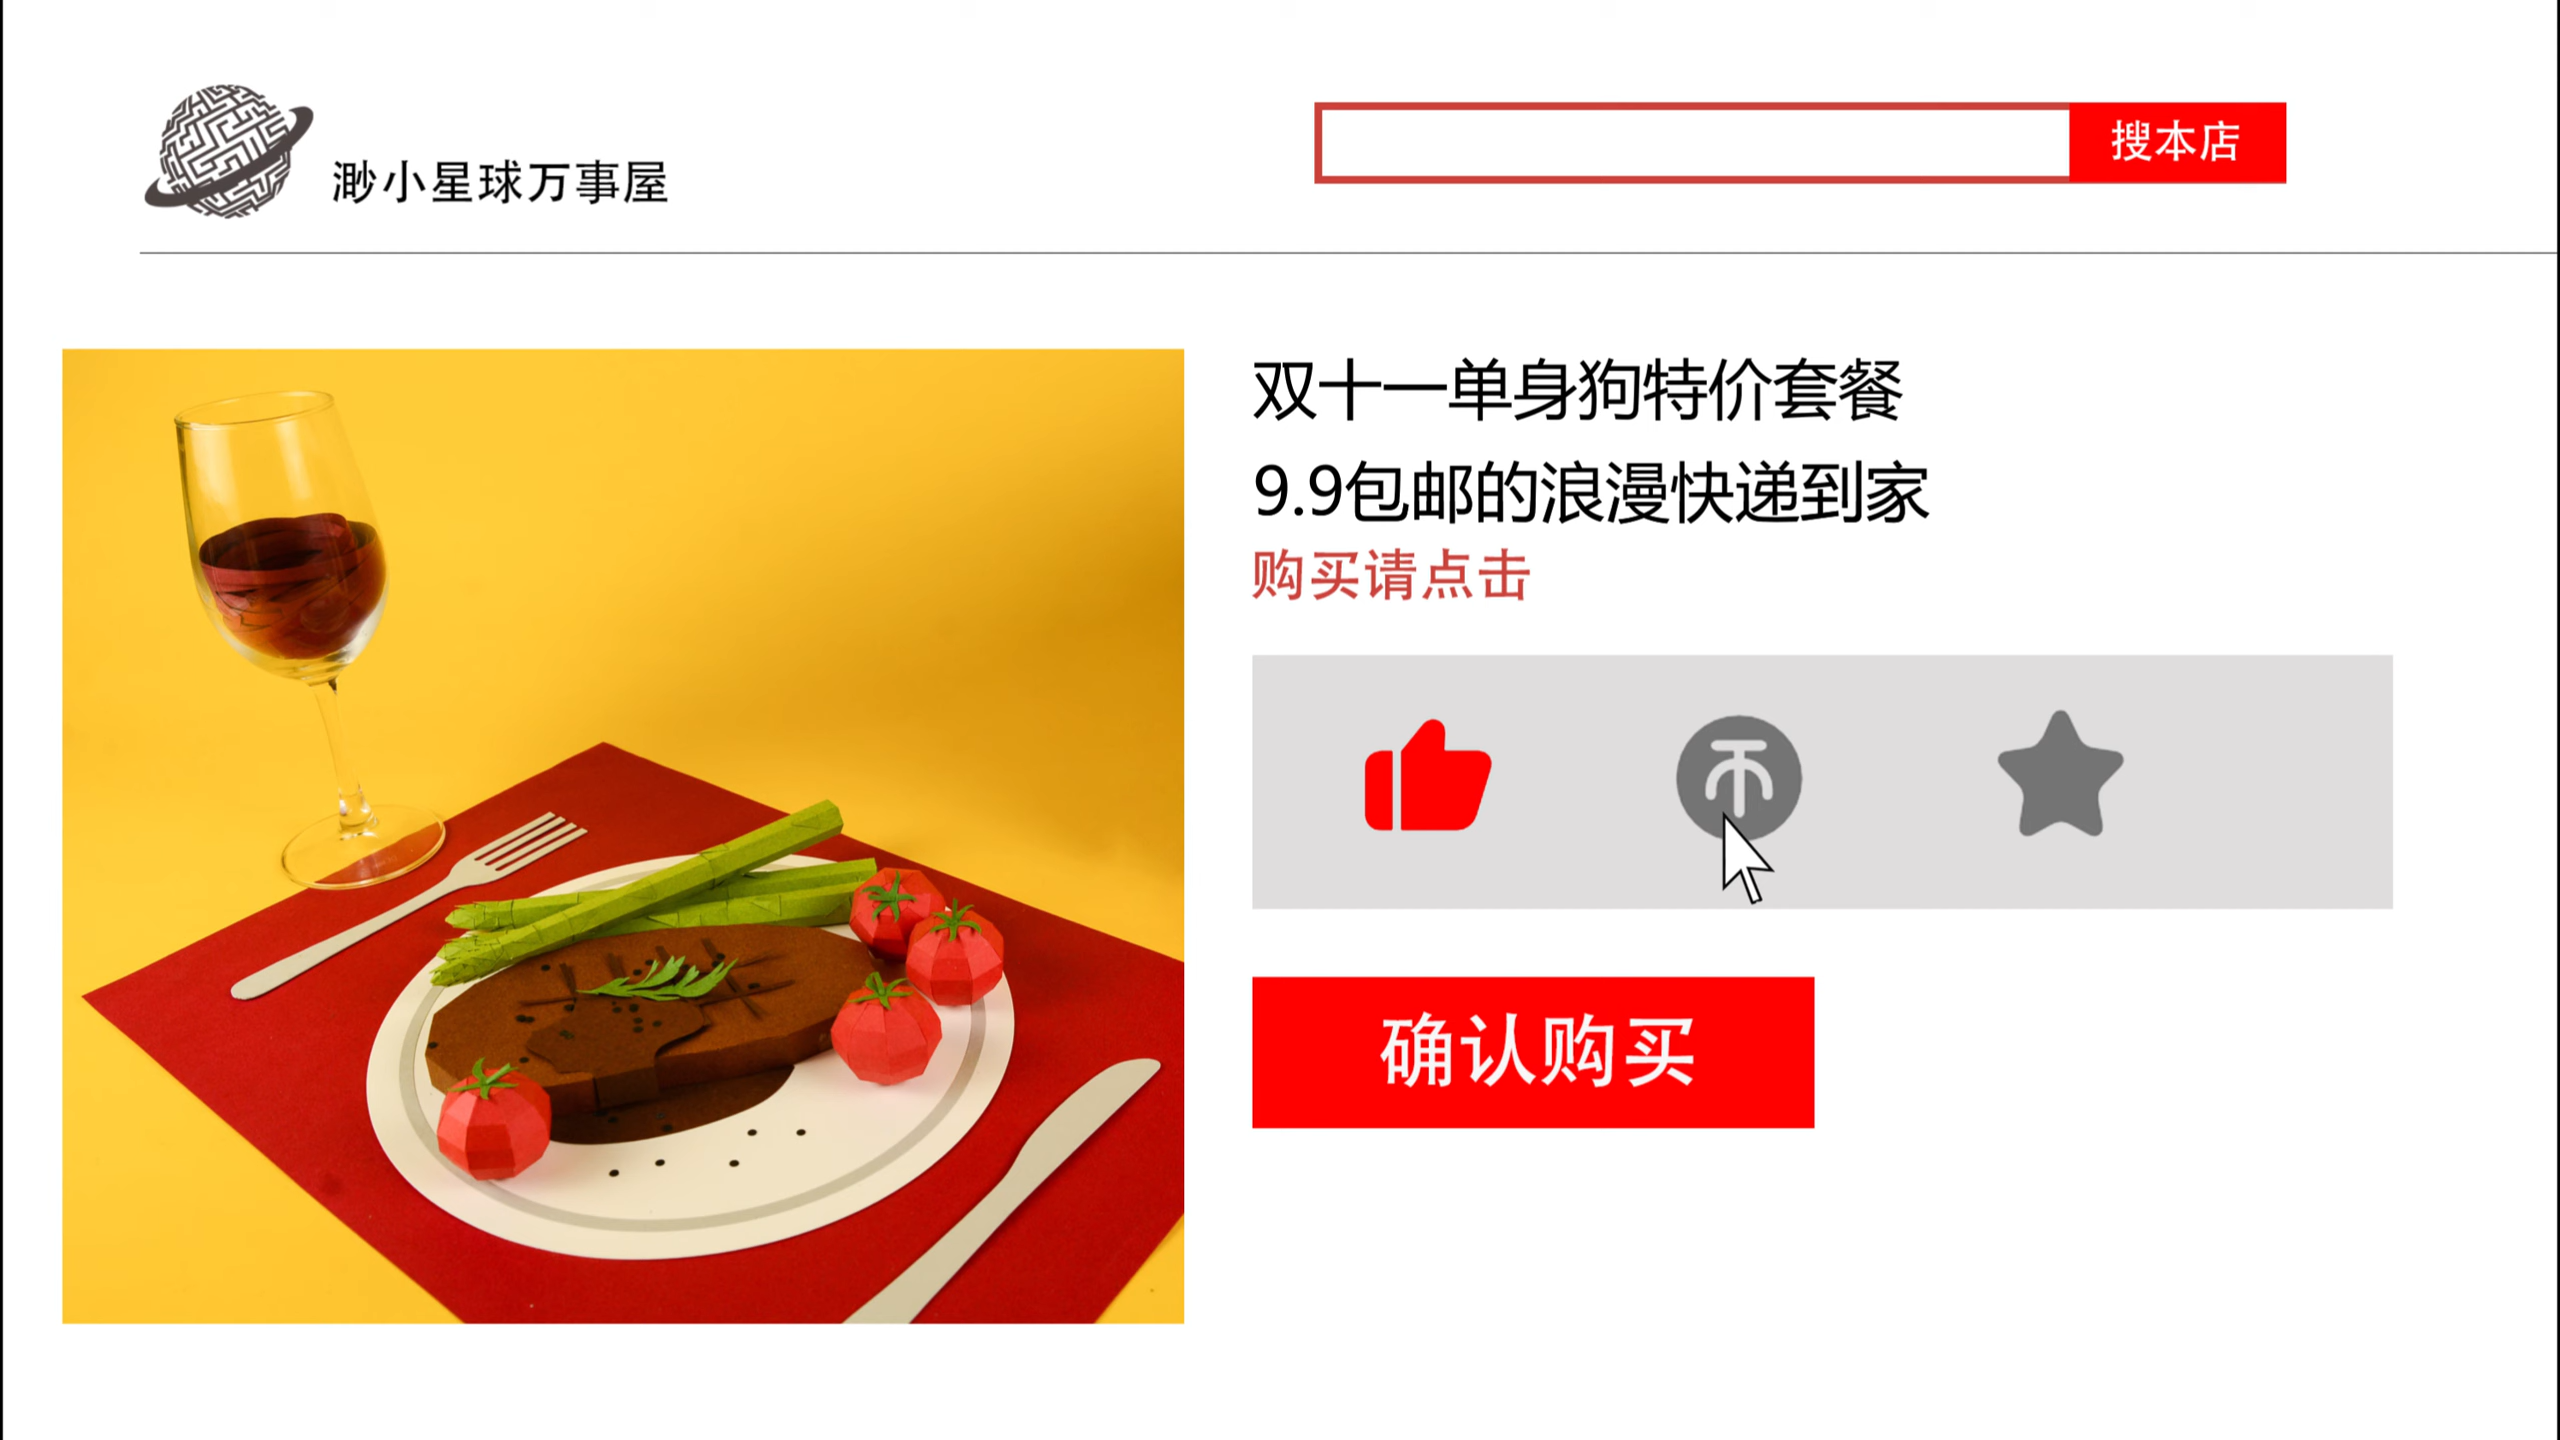 渺小星球万事屋
搜本店
双十一单身狗特价套餐
9.9包邮的浪漫快递到家
购买请点击
确认购买